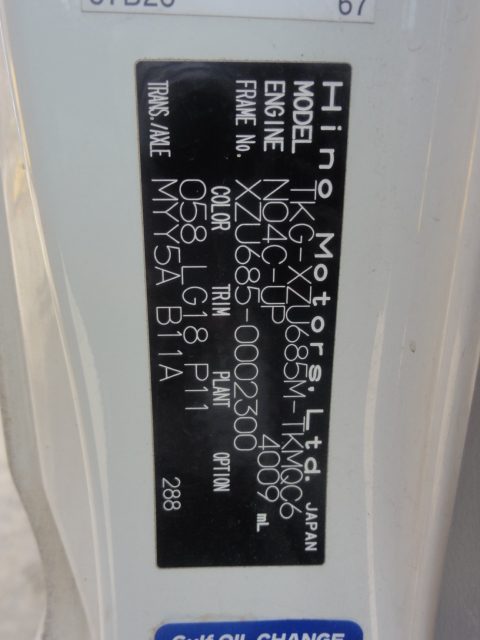 67
Hino Motors, Ltd. JAPAN
MODEL TKG-XZU685M-TKMQC6
ENGINE N04C-UP 4009 mL
FRAME No. XZU685-0002300
COLOR TRIM PLANT OPTION
058 LG18 P11
TRANS./AXLE MYY5A B11A 288
Gulf OIL CHANGE